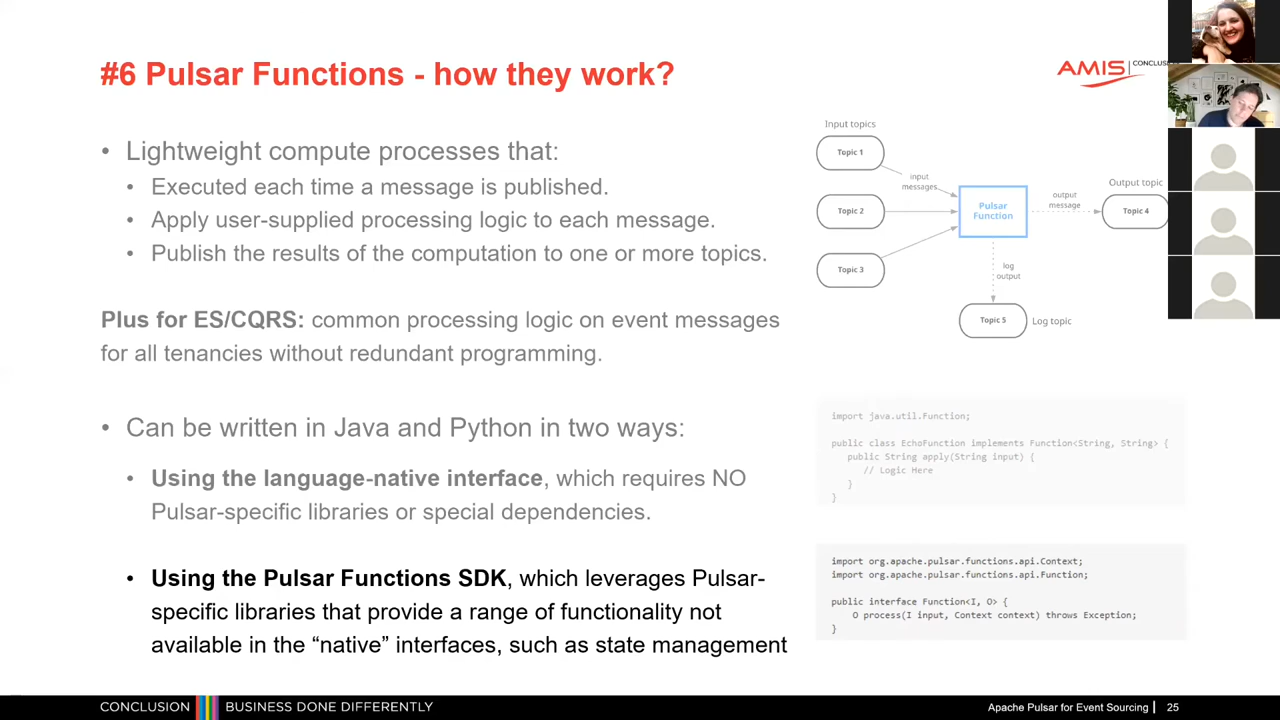 #6 Pulsar Functions - how they work?
AMIS
• Lightweight compute processes that:
• Executed each time a message is published.
• Apply user-supplied processing logic to each message.
• Publish the results of the computation to one or more topics.
Plus for ES/CQRS: common processing logic on event messages
for all tenancies without redundant programming.
• Can be written in Java and Python in two ways:
• Using the language-native interface, which requires NO
Pulsar-specific libraries or special dependencies.
• Using the Pulsar Functions SDK, which leverages Pulsar-
specific libraries that provide a range of functionality not
available in the “native” interfaces, such as state management
Input topics
Topic 1
input
messages
Topic 2
Topic 3
Pulsar
Function
output
message
Output topic
Topic 4
log
output
Topic 5
Log topic
import java.util.Function;
public class EchoFunction implements Function<String, String> {
public String apply(String input) {
// Logic Here
}
}
import org.apache.pulsar.functions.api.Context;
import org.apache.pulsar.functions.api.Function;
public interface Function<I, O> {
O process(I input, Context context) throws Exception;
}
CONCLUSION
BUSINESS DONE DIFFERENTLY
Apache Pulsar for Event Sourcing
25